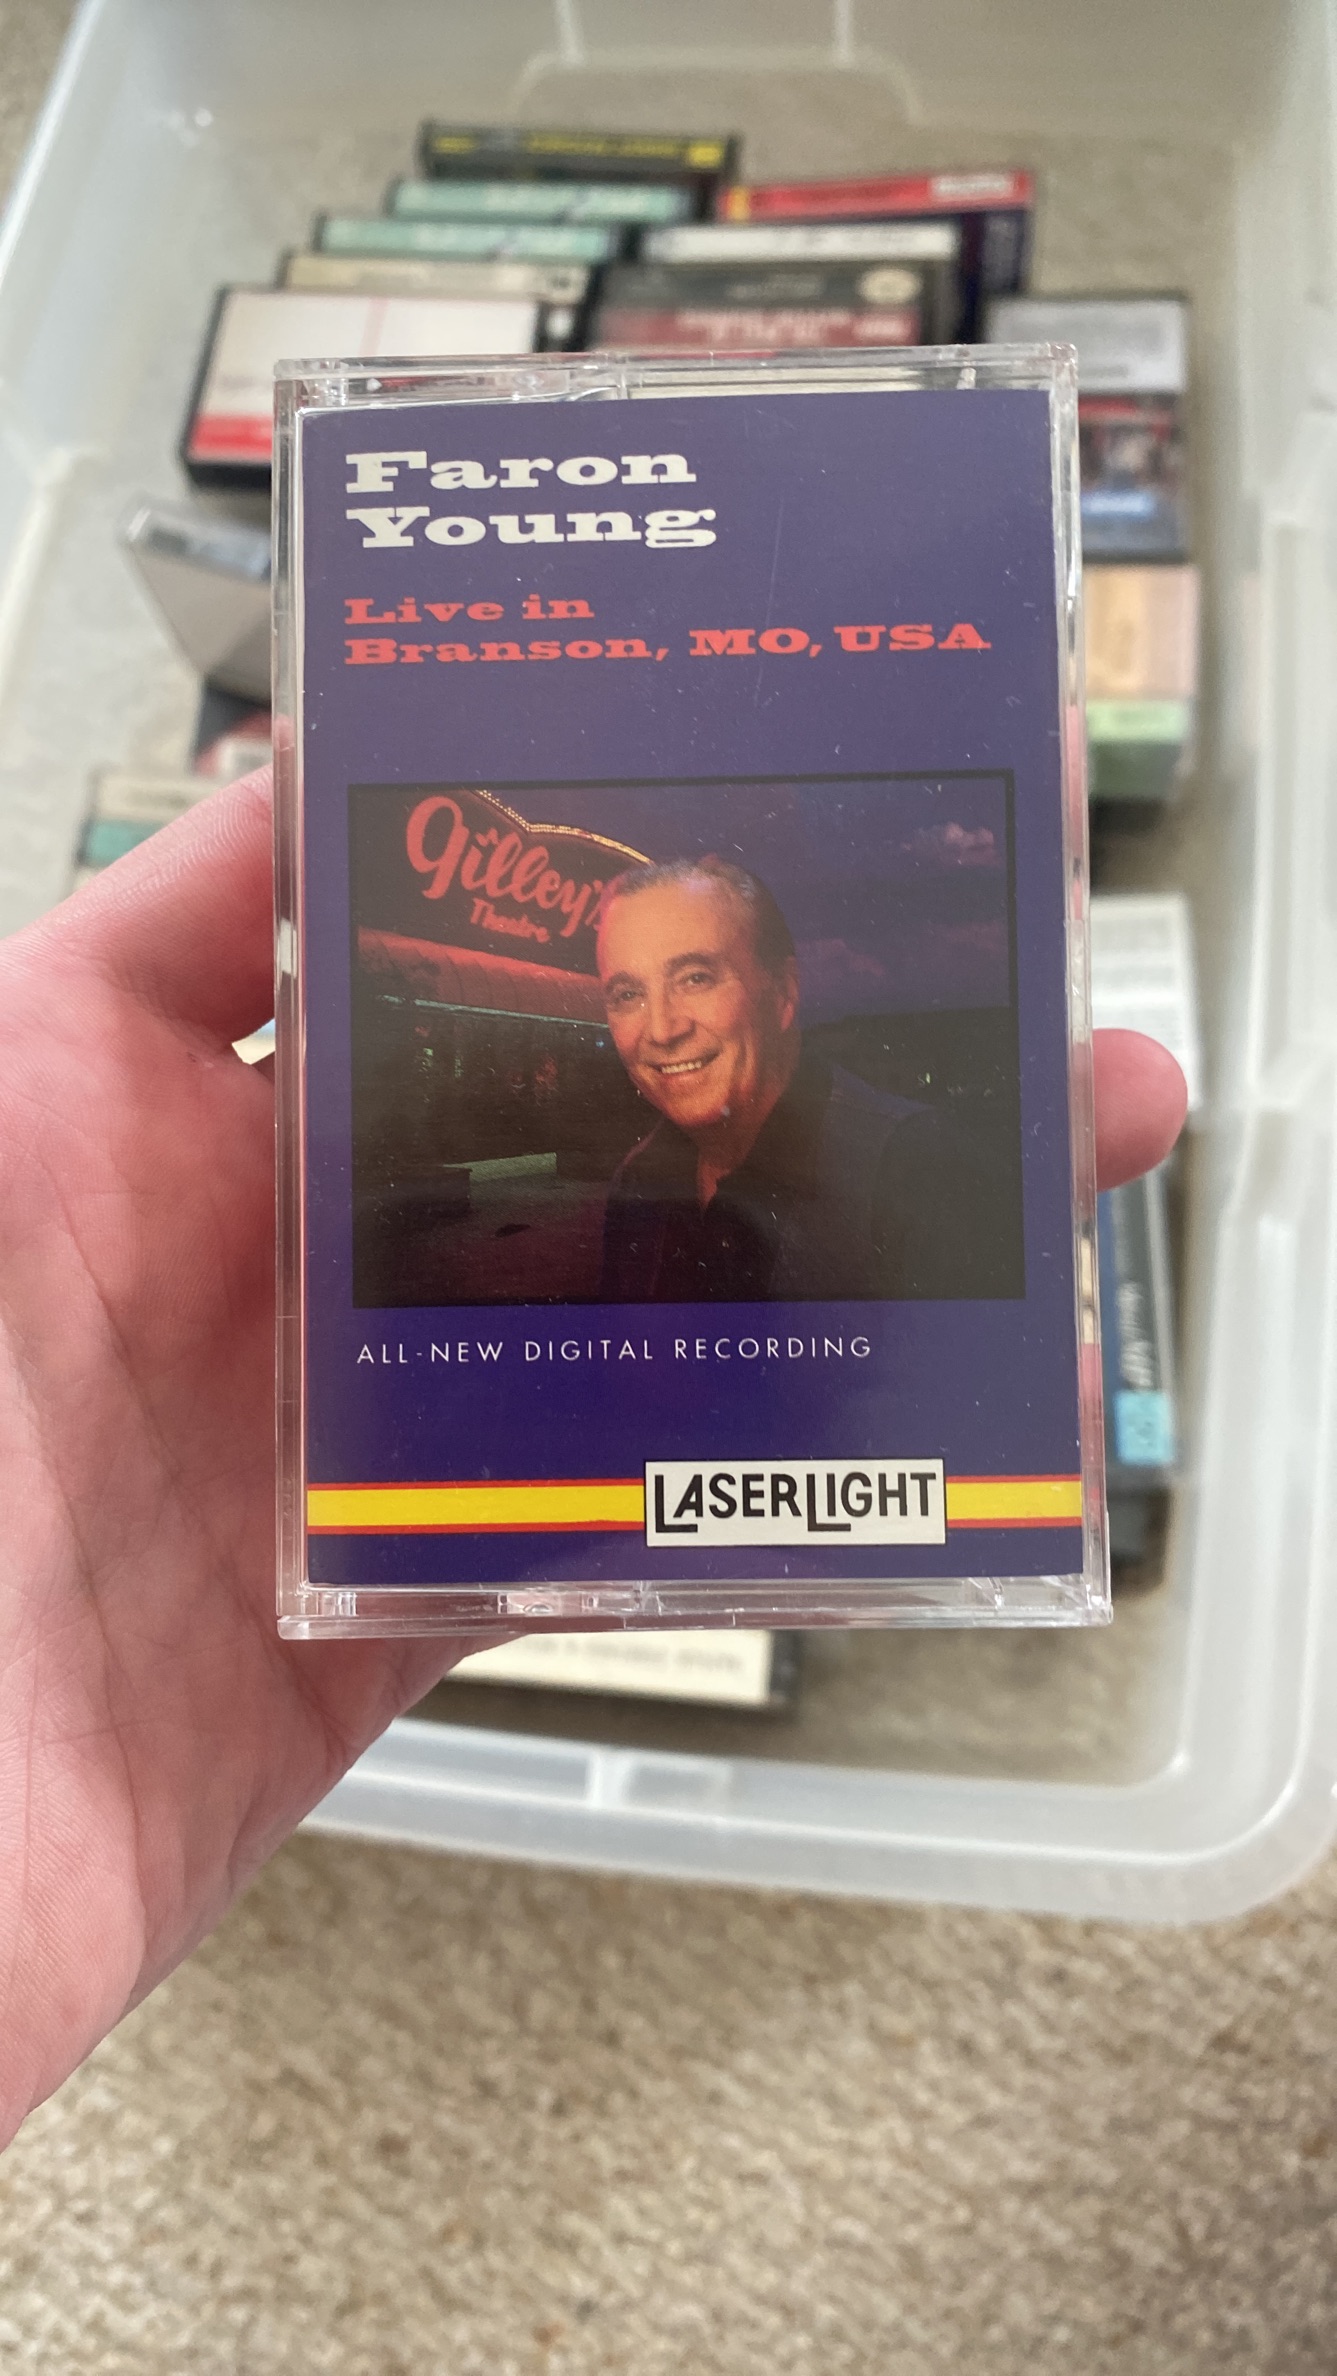 Faron
Young
Live in
Branson, MO, USA
Gilley's
Theatre
ALL-NEW DIGITAL RECORDING
LASERLIGHT